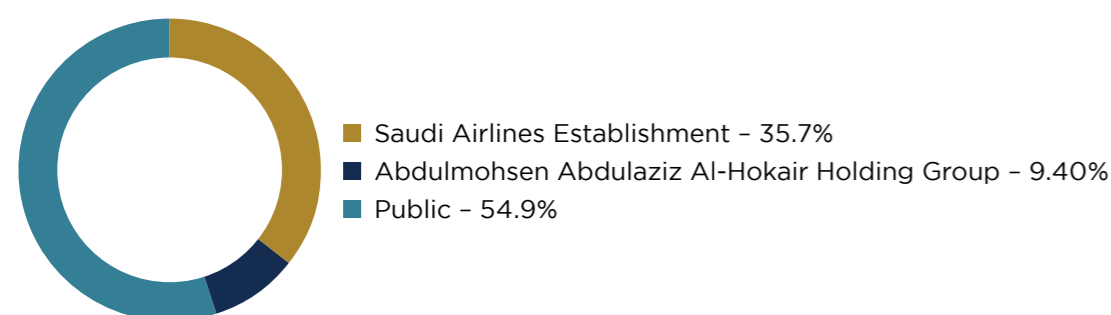 Saudi Airlines Establishment – 35.7%
Abdulmohsen Abdulaziz Al-Hokair Holding Group – 9.40%
Public – 54.9%